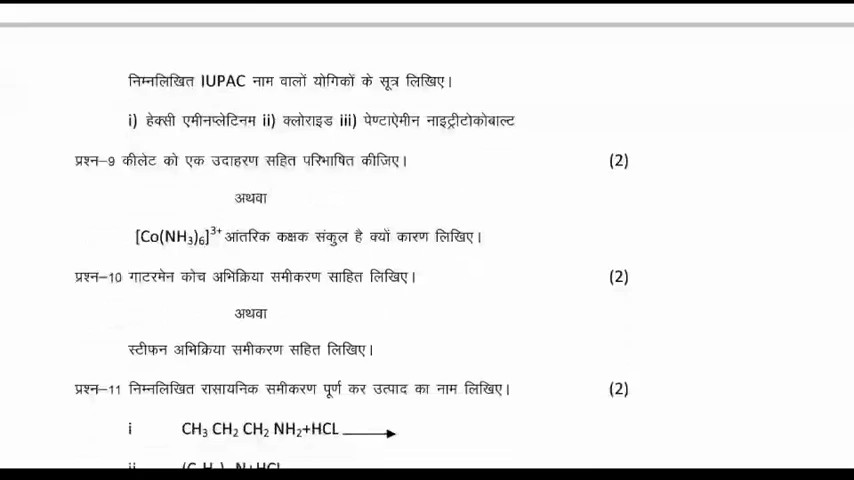 निम्नलिखित IUPAC नाम वालों योगिकों के सूत्र लिखिए।
i) हेक्सी एमीनप्लेटिनम ii) क्लोराइड iii) पेण्टाऐमीन नाइट्रीटोकोबाल्ट
प्रश्न–9 कीलेट को एक उदाहरण सहित परिभाषित कीजिए। (2)
अथवा
[Co(NH₃)₆]³⁺ आंतरिक कक्षक संकुल है क्यों कारण लिखिए।
प्रश्न–10 गाटरमेन कोच अभिक्रिया समीकरण साहित लिखिए। (2)
अथवा
स्टीफन अभिक्रिया समीकरण सहित लिखिए।
प्रश्न–11 निम्नलिखित रासायनिक समीकरण पूर्ण कर उत्पाद का नाम लिखिए। (2)
i CH₃ CH₂ CH₂ NH₂+HCL ⟶